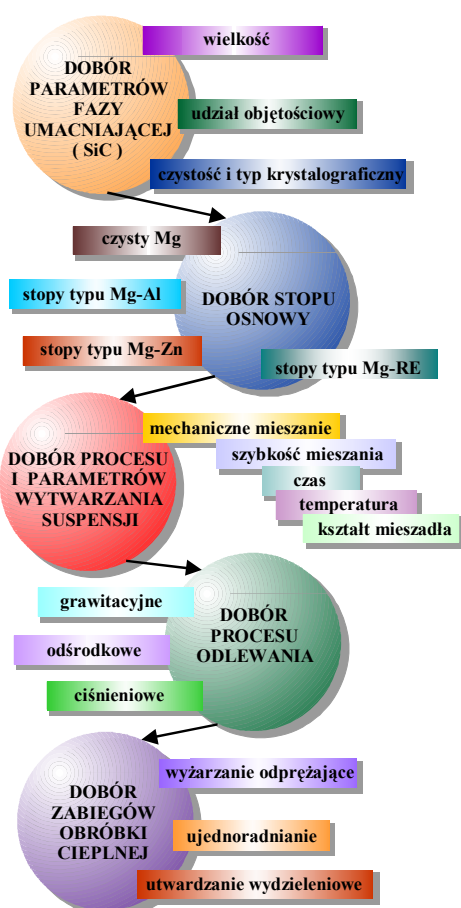 wielkość
DOBÓR
PARAMETRÓW
FAZY
UMACNIAJĄCEJ
( SiC )
udział objętościowy
czystość i typ krystalograficzny
czysty Mg
stopy typu Mg-Al
DOBÓR STOPU
OSNOWY
stopy typu Mg-Zn
stopy typu Mg-RE
mechaniczne mieszanie
DOBÓR PROCESU
I PARAMETRÓW
WYTWARZANIA
SUSPENSJI
szybkość mieszania
czas
temperatura
kształt mieszadła
grawitacyjne
DOBÓR
PROCESU
ODLEWANIA
odśrodkowe
ciśnieniowe
wyżarzanie odprężające
DOBÓR
ZABIEGÓW
OBRÓBKI
CIEPLNEJ
ujednoradnianie
utwardzanie wydzieleniowe